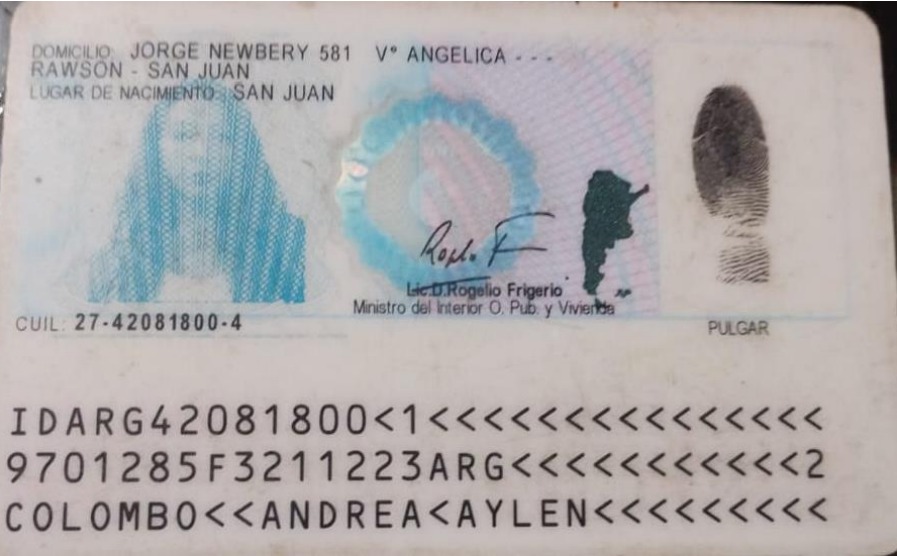 DOMICILIO: JORGE NEWBERY 581 V° ANGELICA - - -
RAWSON - SAN JUAN
LUGAR DE NACIMIENTO: SAN JUAN
Lic.D.Rogelio Frigerio
Ministro del Interior O. Pub. y Vivienda
CUIL: 27-42081800-4
PULGAR
IDARG42081800<1<<<<<<<<<<<<<<<
9701285F3211223ARG<<<<<<<<<<<2
COLOMBO<<ANDREA<AYLEN<<<<<<<<<